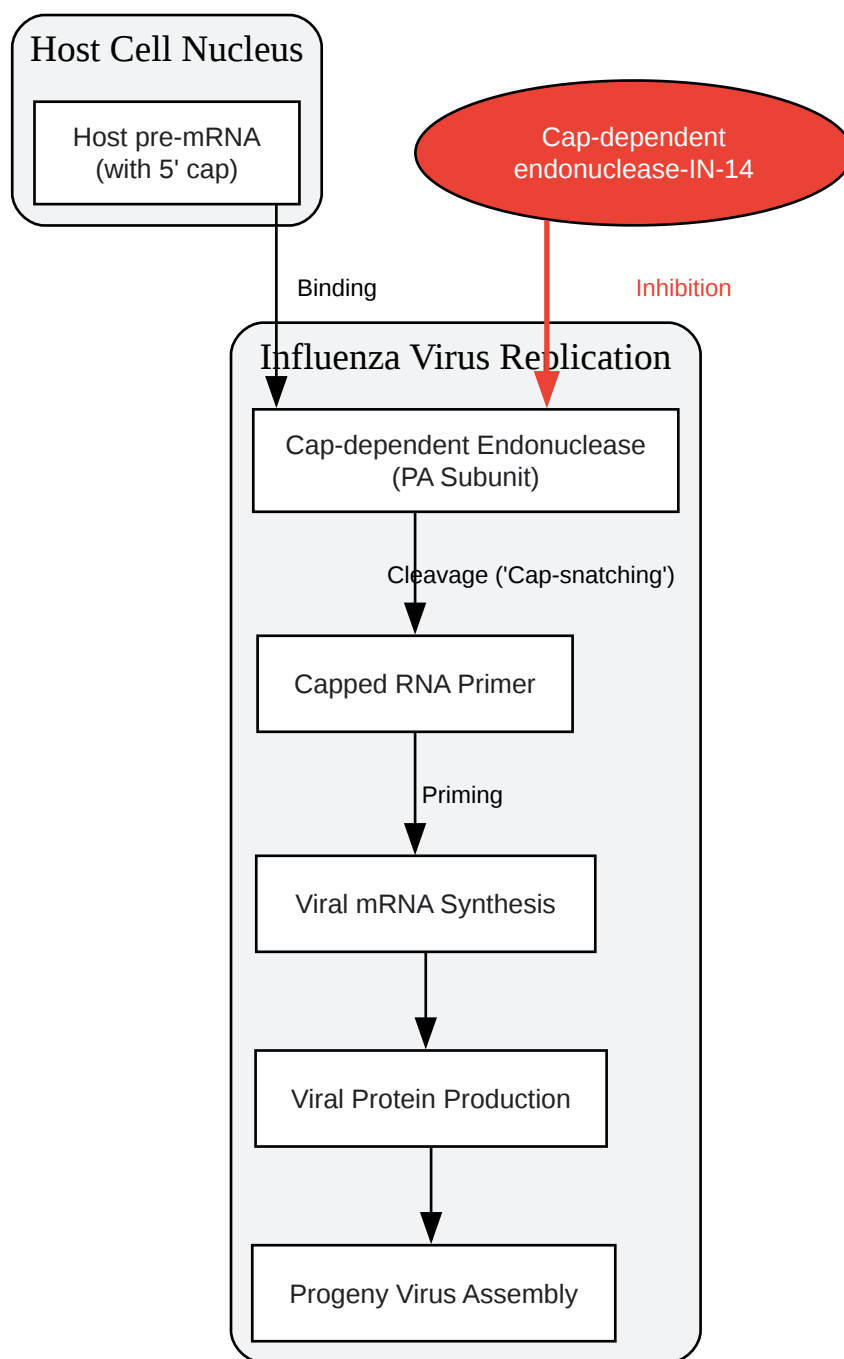 Host Cell Nucleus
Host pre-mRNA
(with 5' cap)
Cap-dependent
endonuclease-IN-14
Binding
Inhibition
Influenza Virus Replication
Cap-dependent Endonuclease
(PA Subunit)
Cleavage ('Cap-snatching')
Capped RNA Primer
Priming
Viral mRNA Synthesis
Viral Protein Production
Progeny Virus Assembly